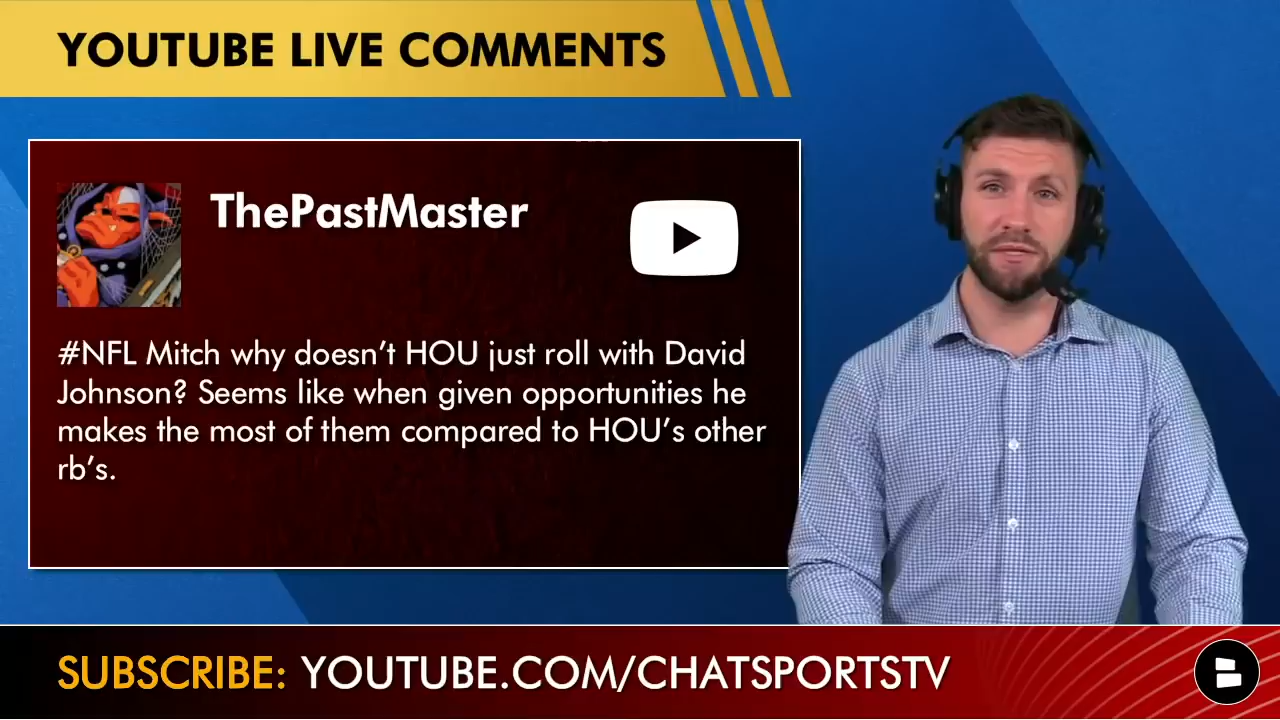 YOUTUBE LIVE COMMENTS
ThePastMaster
#NFL Mitch why doesn't HOU just roll with David
Johnson? Seems like when given opportunities he
makes the most of them compared to HOU's other
rb's.
SUBSCRIBE: YOUTUBE.COM/CHATSPORTSTV